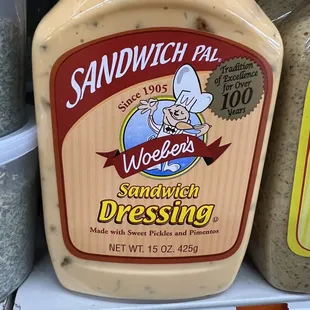 SANDWICH PAL
Tradition
of Excellence
for Over
100
Years
Since 1905
W
Woeber's
Sandwich
Dressing
Made with Sweet Pickles and Pimentos
NET WT. 15 OZ. 425g